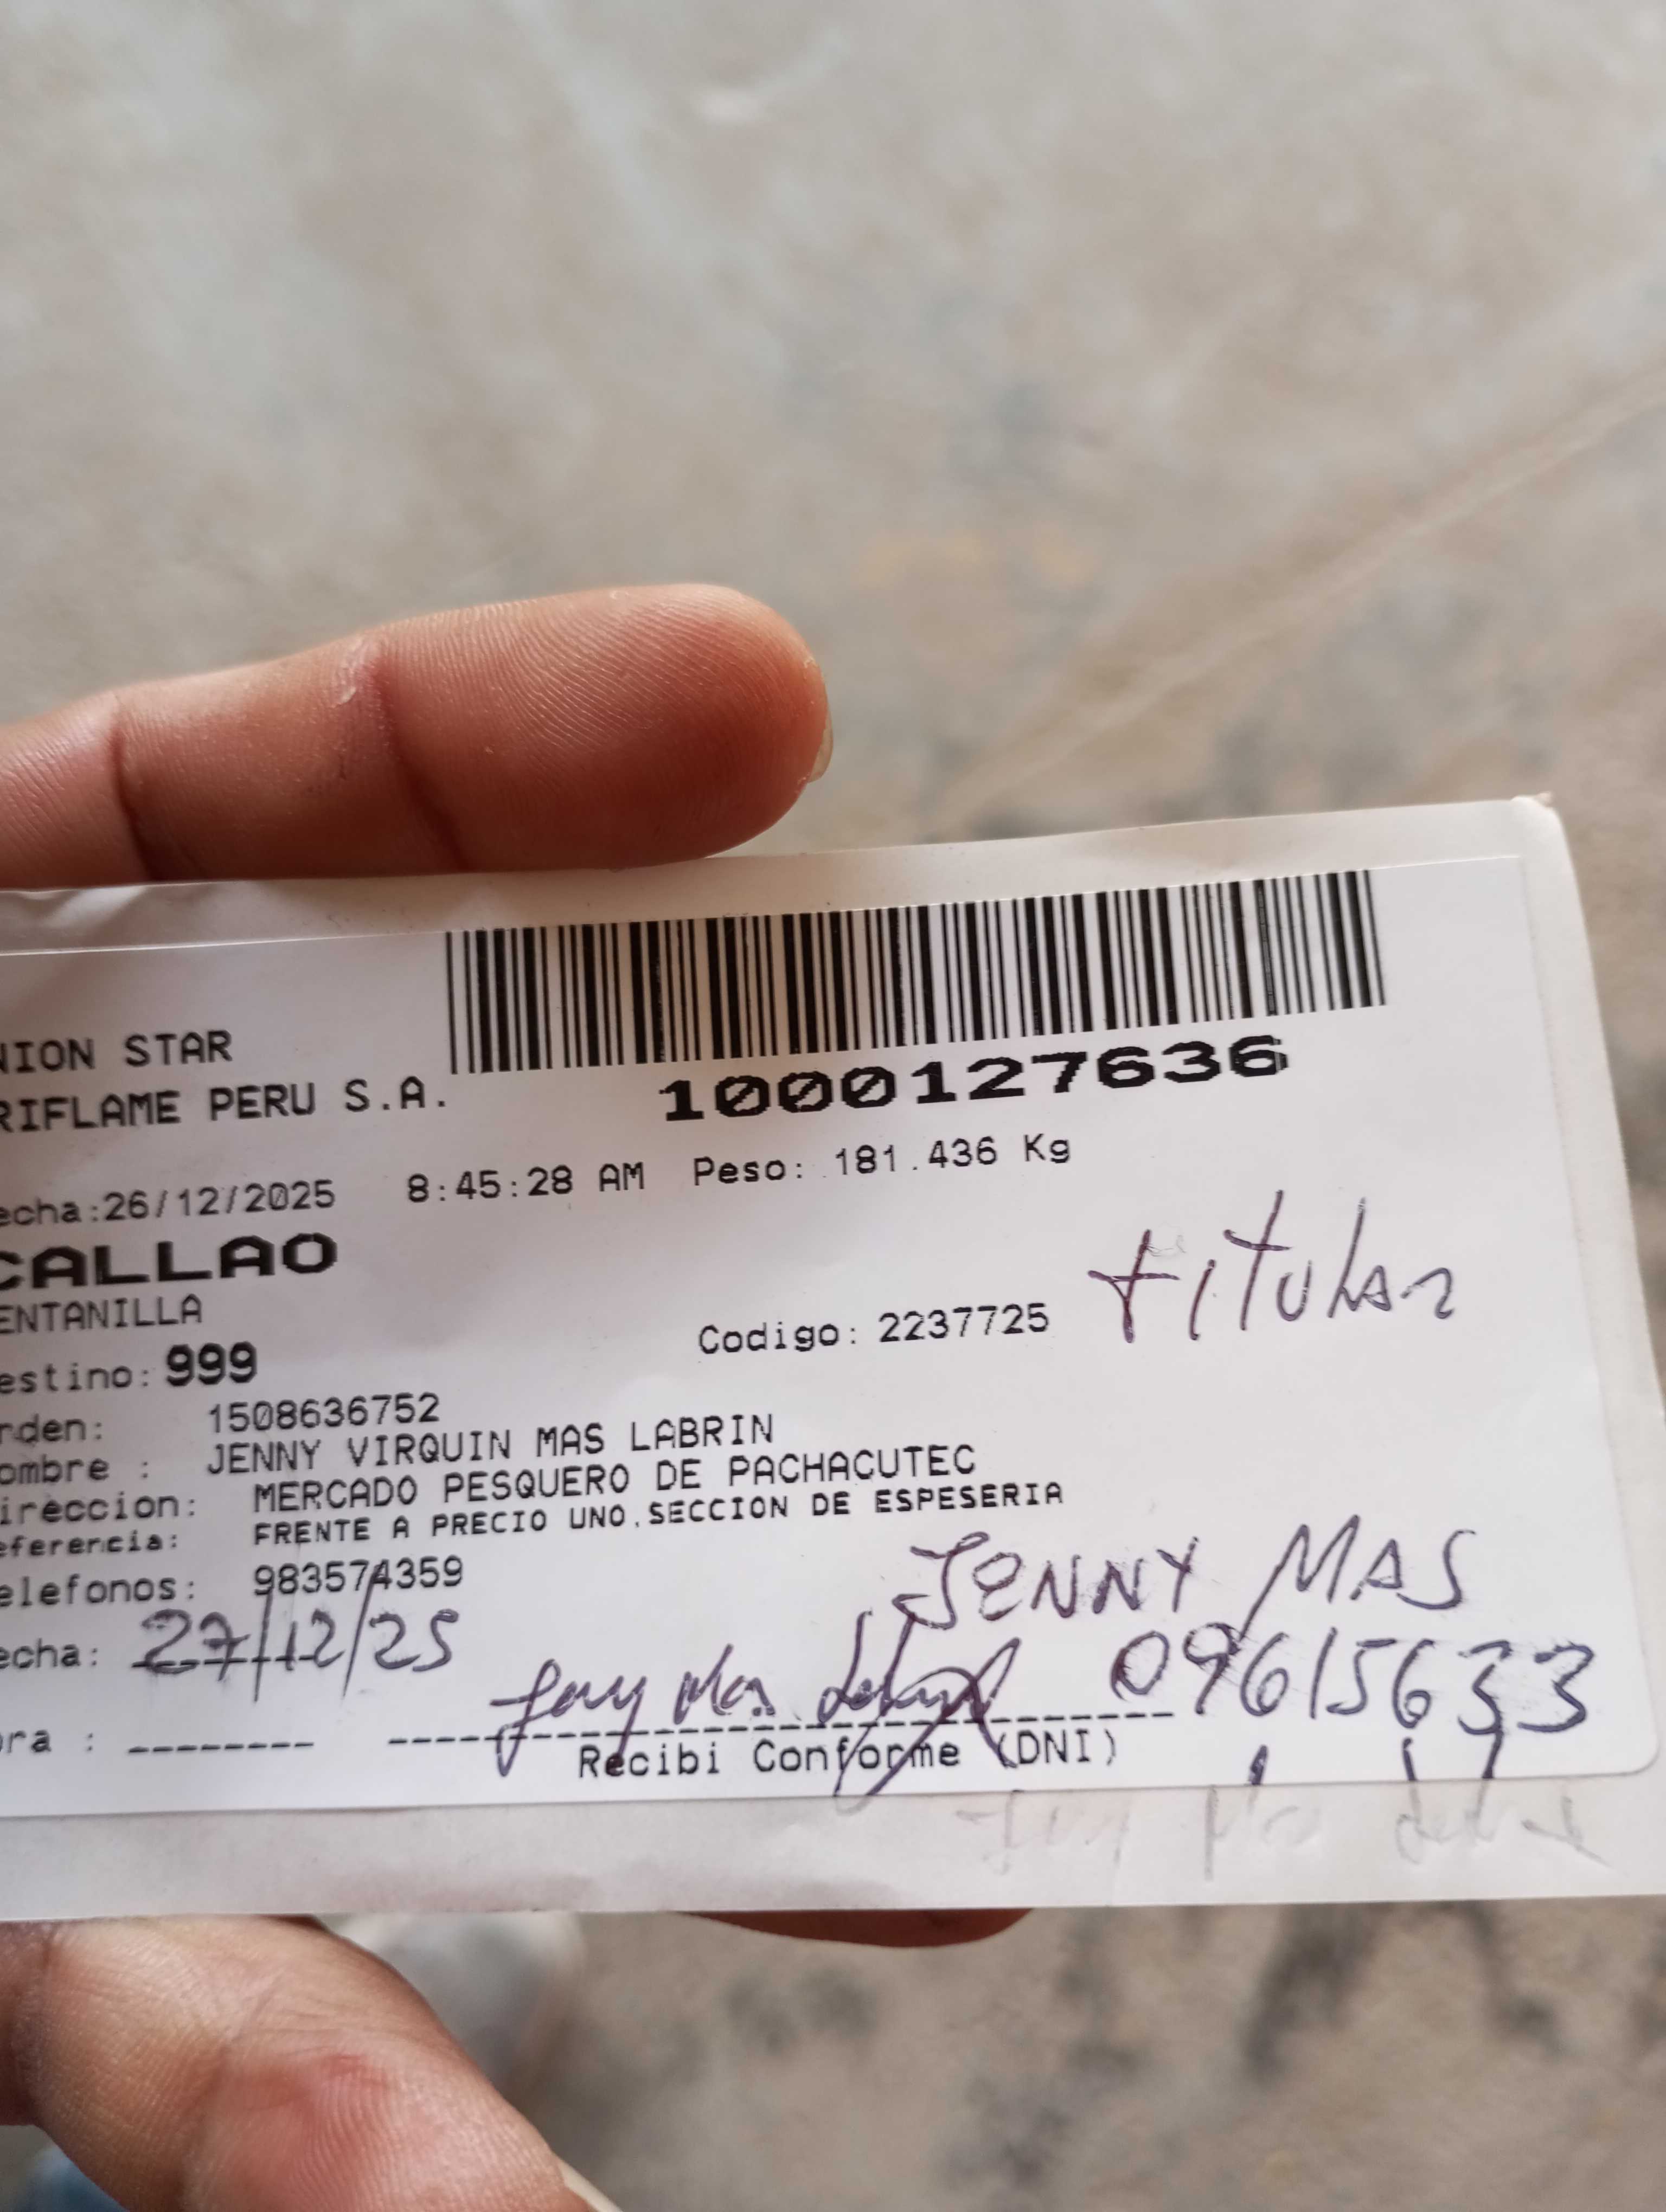 NION STAR
RIFLAME PERU S.A.
1000127636
echa:26/12/2025 8:45:28 AM Peso: 181.436 Kg
CALLAO
ENTANILLA
titular
estino: 999
Codigo: 2237725
rden: 1508636752
ombre : JENNY VIRQUIN MAS LABRIN
ireccion: MERCADO PESQUERO DE PACHACUTEC
eferencia: FRENTE A PRECIO UNO.SECCION DE ESPESERIA
elefonos: 983574359
JENNY MAS
echa: 27/12/25
09615633
ora :
Recibi Conforme (DNI)